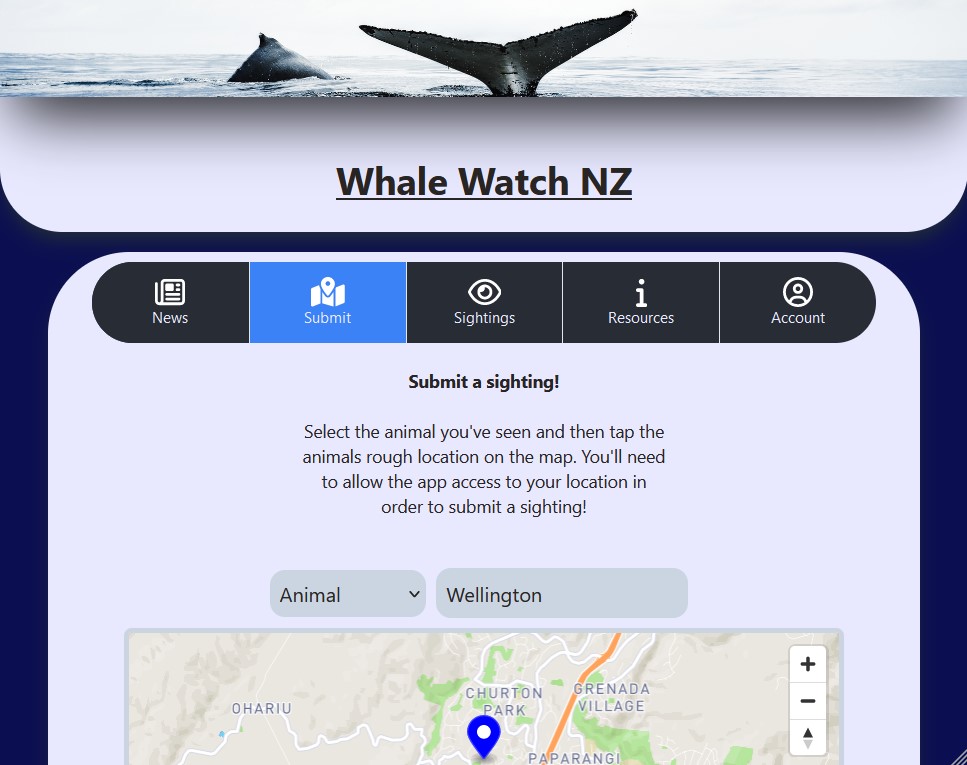 Whale Watch NZ
News
Submit
Sightings
Resources
Account
Submit a sighting!
Select the animal you've seen and then tap the
animals rough location on the map. You'll need
to allow the app access to your location in
order to submit a sighting!
Animal
Wellington
OHARIU
CHURTON
PARK
GRENADA
VILLAGE
PAPARANGI